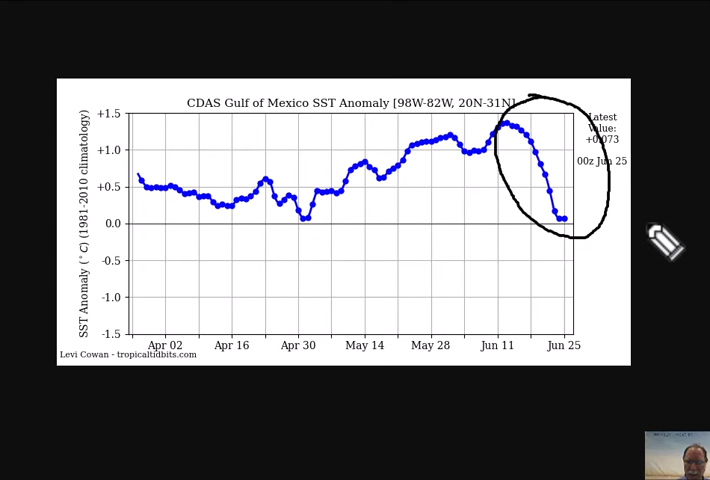 CDAS Gulf of Mexico SST Anomaly [98W-82W, 20N-31N]
SST Anomaly (°C) (1981-2010 climatology)
+1.5
+1.0
+0.5
0.0
-0.5
-1.0
-1.5
Latest
Value:
+0.073
00z Jun 25
Apr 02
Apr 16
Apr 30
May 14
May 28
Jun 11
Jun 25
Levi Cowan - tropicaltidbits.com